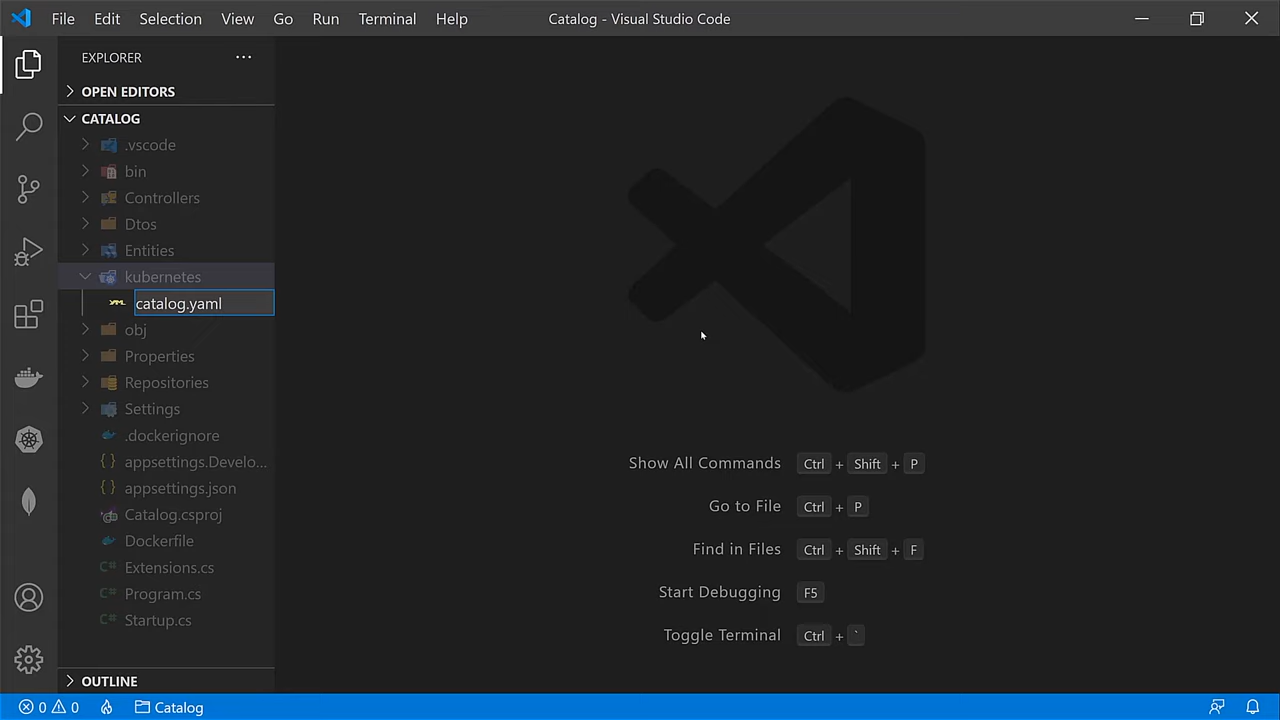 File Edit Selection View Go Run Terminal Help
Catalog - Visual Studio Code
EXPLORER
OPEN EDITORS
CATALOG
.vscode
bin
Controllers
Dtos
Entities
kubernetes
catalog.yaml
obj
Properties
Repositories
Settings
.dockerignore
appsettings.Develo...
appsettings.json
Catalog.csproj
Dockerfile
Extensions.cs
Program.cs
Startup.cs
OUTLINE
Show All Commands Ctrl + Shift + P
Go to File Ctrl + P
Find in Files Ctrl + Shift + F
Start Debugging F5
Toggle Terminal Ctrl + `
0 0 Catalog